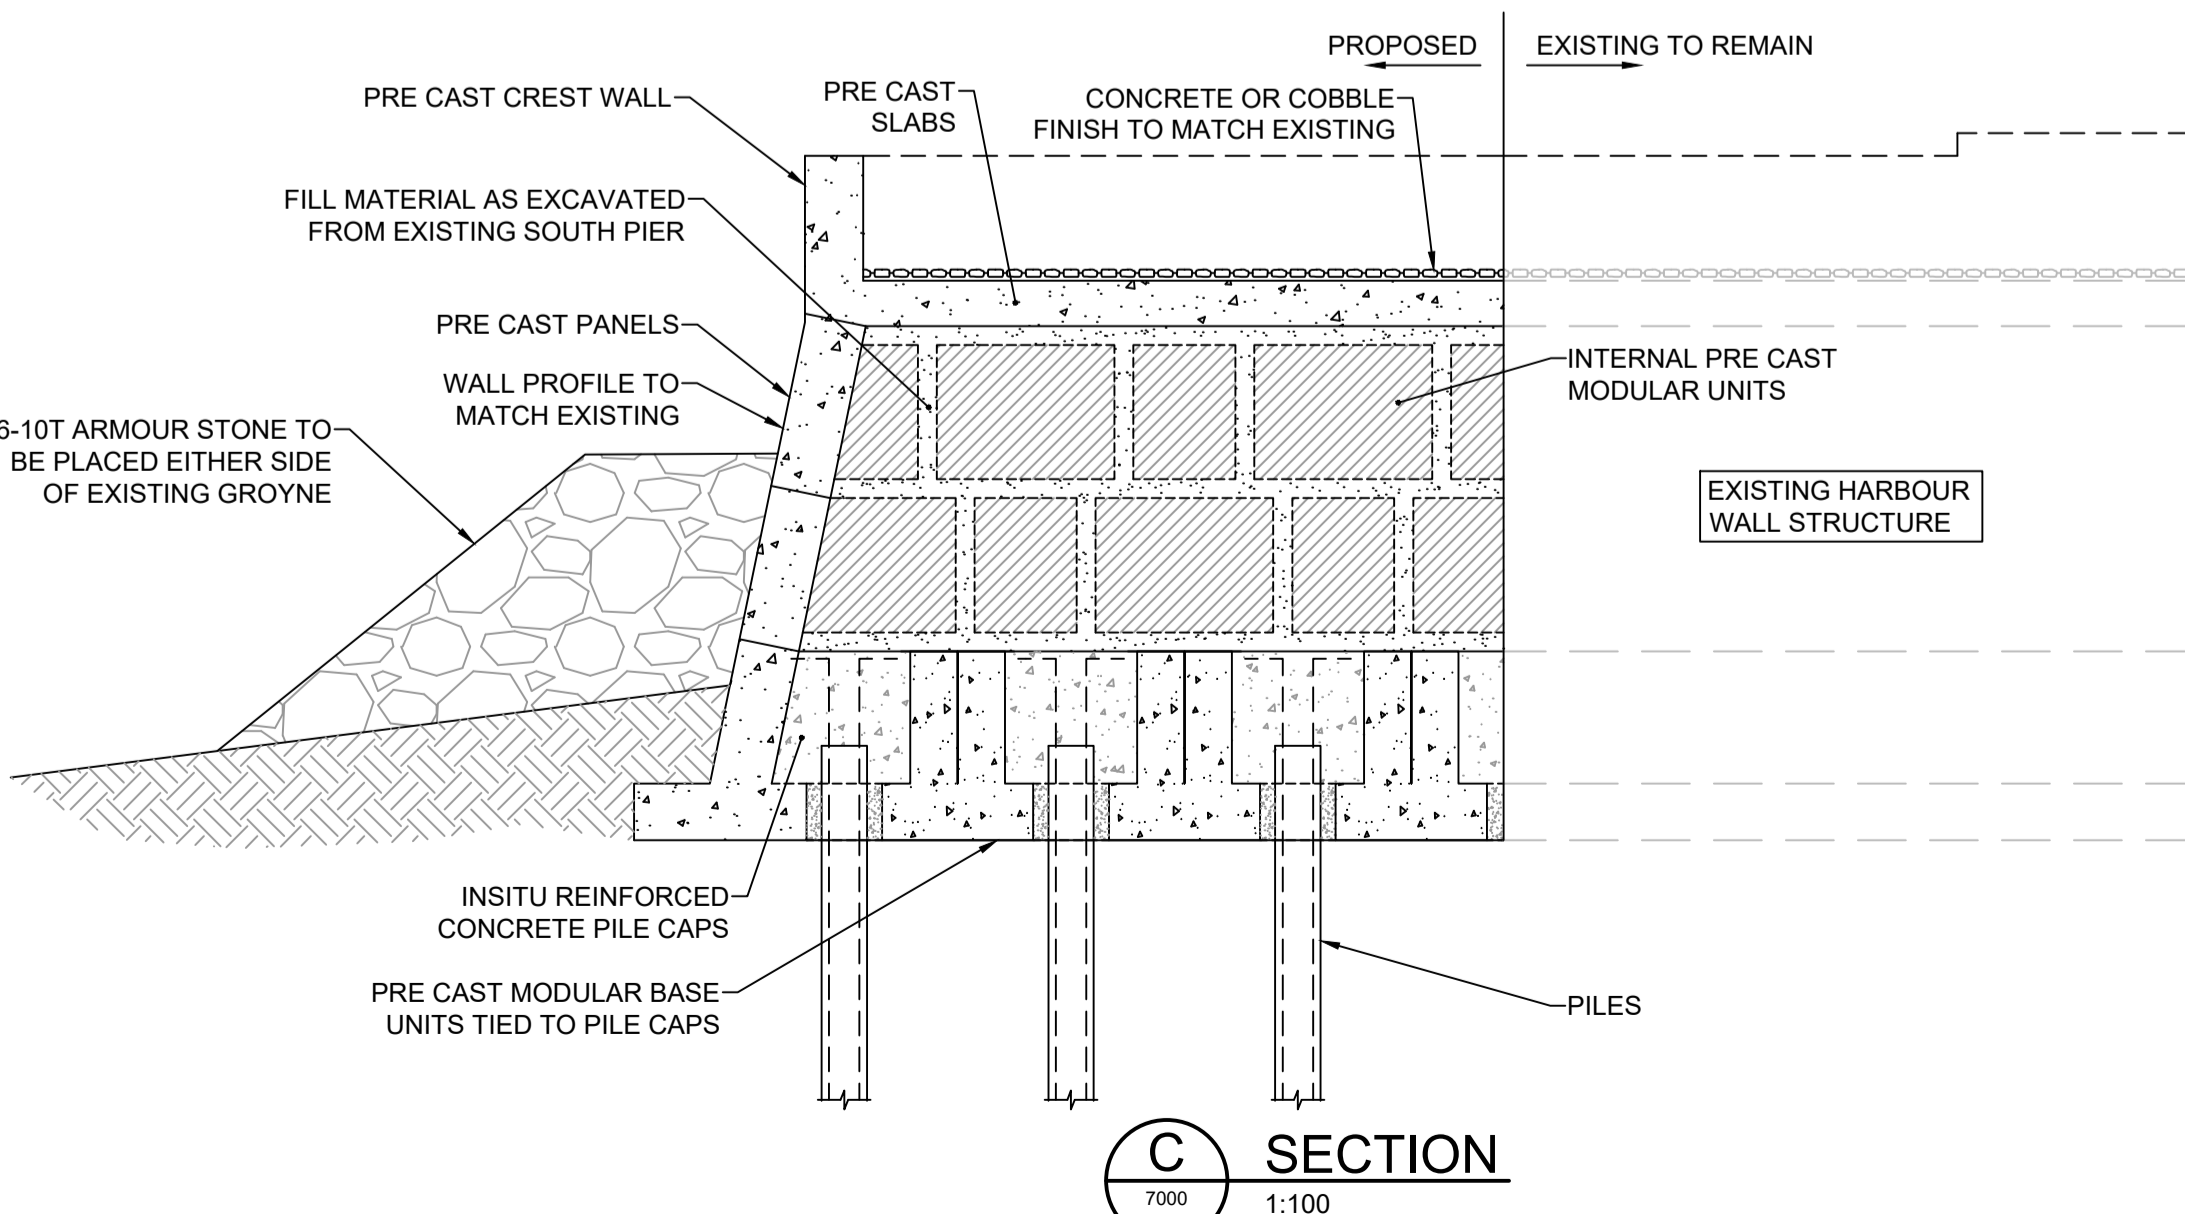 PROPOSED
EXISTING TO REMAIN
PRE CAST CREST WALL
PRE CAST
SLABS
CONCRETE OR COBBLE
FINISH TO MATCH EXISTING
FILL MATERIAL AS EXCAVATED
FROM EXISTING SOUTH PIER
PRE CAST PANELS
WALL PROFILE TO
MATCH EXISTING
INTERNAL PRE CAST
MODULAR UNITS
6-10T ARMOUR STONE TO
BE PLACED EITHER SIDE
OF EXISTING GROYNE
EXISTING HARBOUR
WALL STRUCTURE
INSITU REINFORCED
CONCRETE PILE CAPS
PRE CAST MODULAR BASE
UNITS TIED TO PILE CAPS
PILES
C
7000
SECTION
1:100